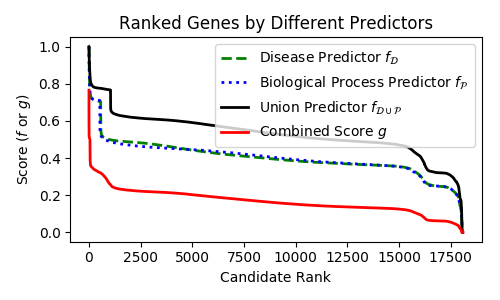 Ranked Genes by Different Predictors
Disease Predictor f_𝒟
Biological Process Predictor f_𝒫
Union Predictor f_{𝒟∪𝒫}
Combined Score g
Score (f or g)
1.0
0.8
0.6
0.4
0.2
0.0
0 2500 5000 7500 10000 12500 15000 17500
Candidate Rank